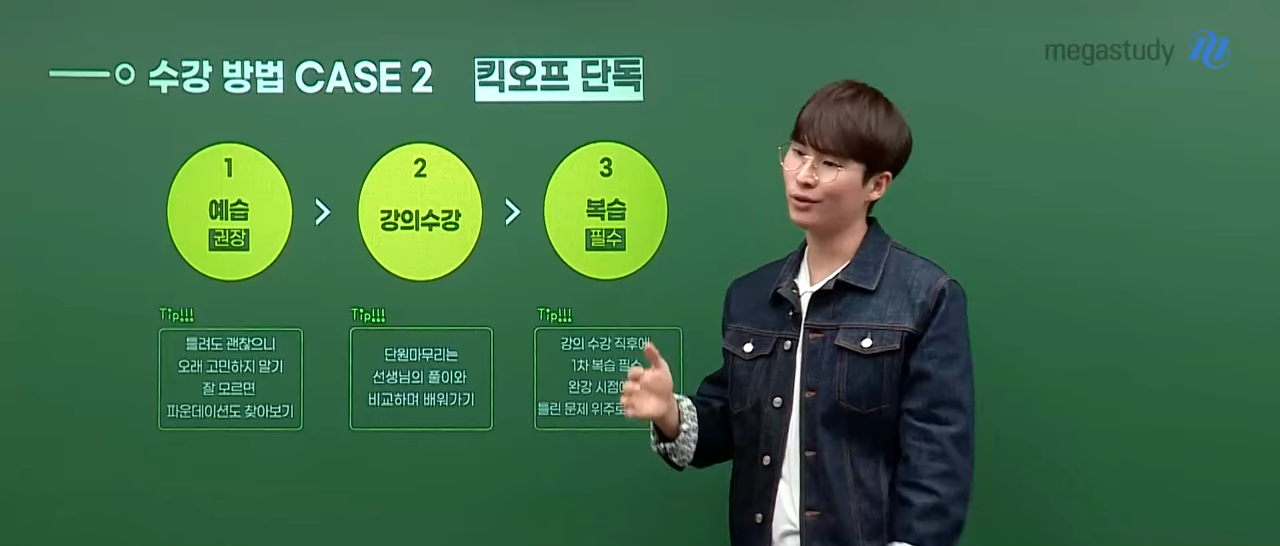 수강 방법 CASE 2 킥오프 단독
megastudy
1
예습
권장
2
강의수강
3
복습
필수
Tip!!!
틀려도 괜찮으니
오래 고민하지 말기
잘 모르면
파운데이션도 찾아보기
Tip!!!
단원마무리는
선생님의 풀이와
비교하며 배워가기
Tip!!!
강의 수강 직후에
1차 복습 필수
완강 시점
틀린 문제 위주로